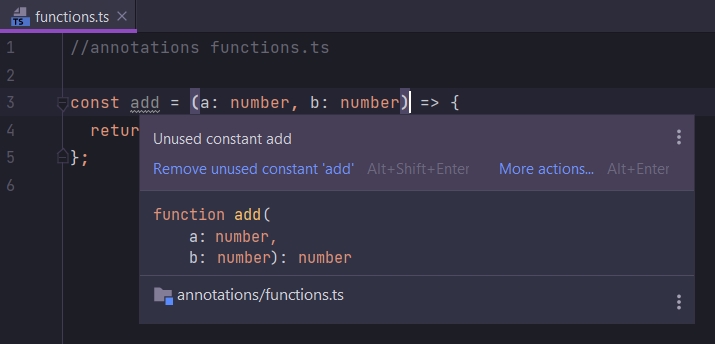 functions.ts
TS
1 //annotations functions.ts
2
3 const add = (a: number, b: number) => {
4 retur
5 };
6
Unused constant add
Remove unused constant 'add' Alt+Shift+Enter More actions... Alt+Enter
function add(
a: number,
b: number): number
annotations/functions.ts